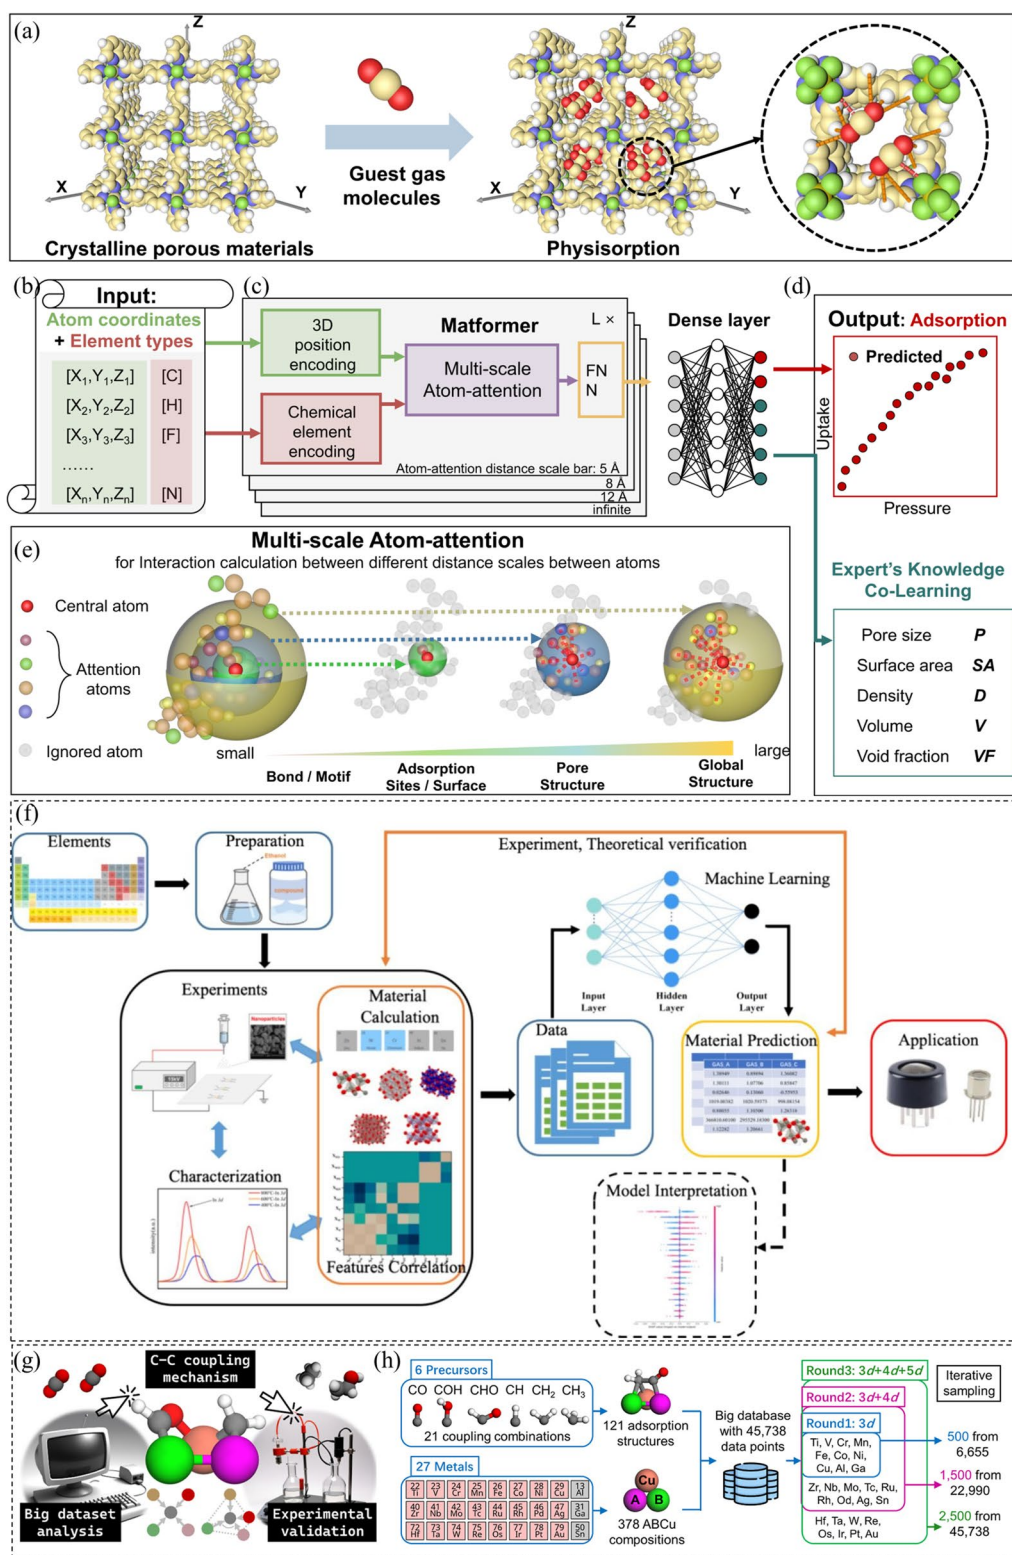 (a)
Z
X
Y
Crystalline porous materials
Guest gas
molecules
Z
X
Y
Physisorption
(b)
Input:
Atom coordinates
+ Element types
[X1,Y1,Z1] [C]
[X2,Y2,Z2] [H]
[X3,Y3,Z3] [F]
......
[Xn,Yn,Zn] [N]
(c)
3D
position
encoding
Chemical
element
encoding
Matformer
L ×
Multi-scale
Atom-attention
FN
N
Atom-attention distance scale bar: 5 Å
8 Å
12 Å
infinite
Dense layer
(d)
Output: Adsorption
Predicted
Uptake
Pressure
Expert's Knowledge
Co-Learning
Pore size P
Surface area SA
Density D
Volume V
Void fraction VF
(e)
Multi-scale Atom-attention
for Interaction calculation between different distance scales between atoms
Central atom
Attention
atoms
Ignored atom
small
large
Bond / Motif
Adsorption
Sites / Surface
Pore
Structure
Global
Structure
(f)
Elements
Preparation
Ethanol
compound
Experiment, Theoretical verification
Machine Learning
Input
Layer
Hidden
Layer
Output
Layer
Experiments
Nanoparticles
Material
Calculation
Characterization
Features Correlation
Data
Material Prediction
GAS_A GAS_B GAS_C
Application
Model Interpretation
(g)
C–C coupling
mechanism
Big dataset
analysis
Experimental
validation
(h)
6 Precursors
CO COH CHO CH CH2 CH3
21 coupling combinations
27 Metals
22 23 24 25 26 27 28 29 13
Ti V Cr Mn Fe Co Ni Cu Al
40 41 42 43 44 45 46 47 31
Zr Nb Mo Tc Ru Rh Pd Ag Ga
72 73 74 75 76 77 78 79 50
Hf Ta W Re Os Ir Pt Au Sn
121 adsorption
structures
Cu
A B
378 ABCu
compositions
Big database
with 45,738
data points
Round3: 3d+4d+5d
Round2: 3d+4d
Round1: 3d
Ti, V, Cr, Mn,
Fe, Co, Ni,
Cu, Al, Ga
Zr, Nb, Mo, Tc, Ru,
Rh, Od, Ag, Sn
Hf, Ta, W, Re,
Os, Ir, Pt, Au
Iterative
sampling
500 from
6,655
1,500 from
22,990
2,500 from
45,738